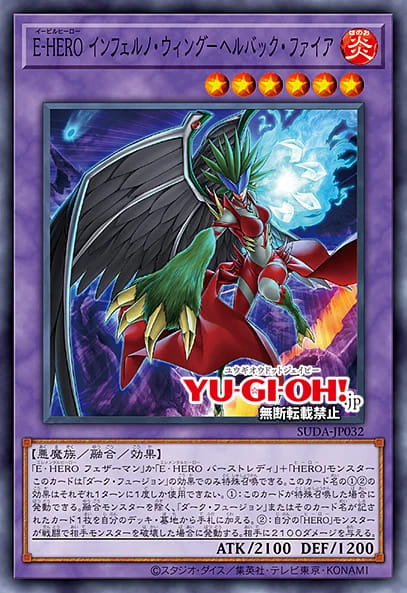 イービルヒーロー
E-HERO インフェルノ・ウィングーヘルバック・ファイア
ほのお
炎
ユウギオウドットジェイピー
YU-GI-OH!.jp
無断転載禁止
SUDA-JP032
【悪魔族/融合/効果】
「E・HERO フェザーマン」か「E・HERO バーストレディ」+「HERO」モンスター
このカードは「ダーク・フュージョン」の効果でのみ特殊召喚できる。このカード名の①②の
効果はそれぞれ1ターンに1度しか使用できない。①:このカードが特殊召喚した場合に
発動できる。融合モンスターを除く、「ダーク・フュージョン」またはそのカード名が記さ
れたカード1枚を自分のデッキ・墓地から手札に加える。②:自分の「HERO」モンスター
が戦闘で相手モンスターを破壊した場合に発動する。相手に2100ダメージを与える。
ATK/2100 DEF/1200
©スタジオ・ダイス/集英社・テレビ東京・KONAMI